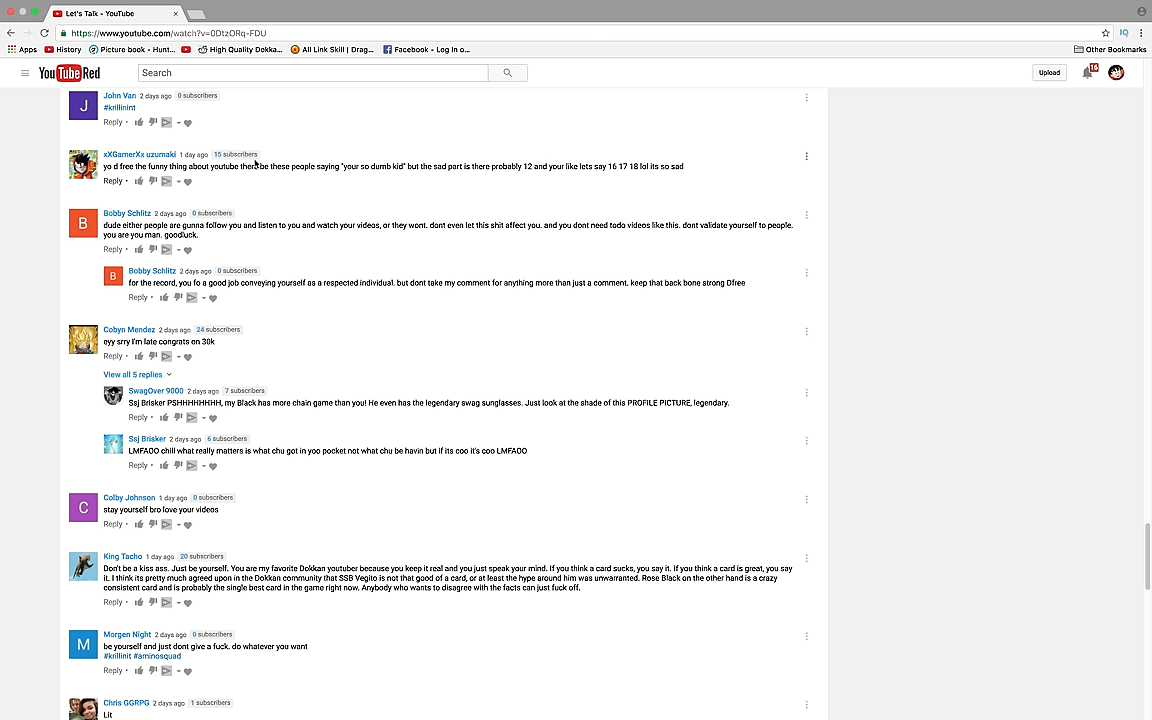 Let's Talk - YouTube
https://www.youtube.com/watch?v=0DtzORq-FDU
Apps History Picture book - Hunt... High Quality Dokka... All Link Skill | Drag... Facebook - Log In o... Other Bookmarks
YouTube Red Search Upload 16
J John Van 2 days ago 0 subscribers
#krillinint
Reply
xXGamerXx uzumaki 1 day ago 15 subscribers
yo d free the funny thing about youtube there be these people saying "your so dumb kid" but the sad part is there probably 12 and your like lets say 16 17 18 lol its so sad
Reply
B Bobby Schlitz 2 days ago 0 subscribers
dude either people are gunna follow you and listen to you and watch your videos, or they wont. dont even let this shit affect you. and you dont need todo videos like this. dont validate yourself to people.
you are you man. goodluck.
Reply
B Bobby Schlitz 2 days ago 0 subscribers
for the record, you fo a good job conveying yourself as a respected individual. but dont take my comment for anything more than just a comment. keep that back bone strong Dfree
Reply
Cobyn Mendez 2 days ago 24 subscribers
eyy srry I'm late congrats on 30k
Reply
View all 5 replies
SwagOver 9000 2 days ago 7 subscribers
Ssj Brisker PSHHHHHHHH, my Black has more chain game than you! He even has the legendary swag sunglasses. Just look at the shade of this PROFILE PICTURE, legendary.
Reply
Ssj Brisker 2 days ago 6 subscribers
LMFAOO chill what really matters is what chu got in yoo pocket not what chu be havin but if its coo it's coo LMFAOO
Reply
C Colby Johnson 1 day ago 0 subscribers
stay yourself bro love your videos
Reply
King Tacho 1 day ago 20 subscribers
Don't be a kiss ass. Just be yourself. You are my favorite Dokkan youtuber because you keep it real and you just speak your mind. If you think a card sucks, you say it. If you think a card is great, you say
it. I think its pretty much agreed upon in the Dokkan community that SSB Vegito is not that good of a card, or at least the hype around him was unwarranted. Rose Black on the other hand is a crazy
consistent card and is probably the single best card in the game right now. Anybody who wants to disagree with the facts can just fuck off.
Reply
M Morgen Night 2 days ago 0 subscribers
be yourself and just dont give a fuck. do whatever you want
#krillinit #aminosquad
Reply
Chris GGRPG 2 days ago 1 subscribers
Lit